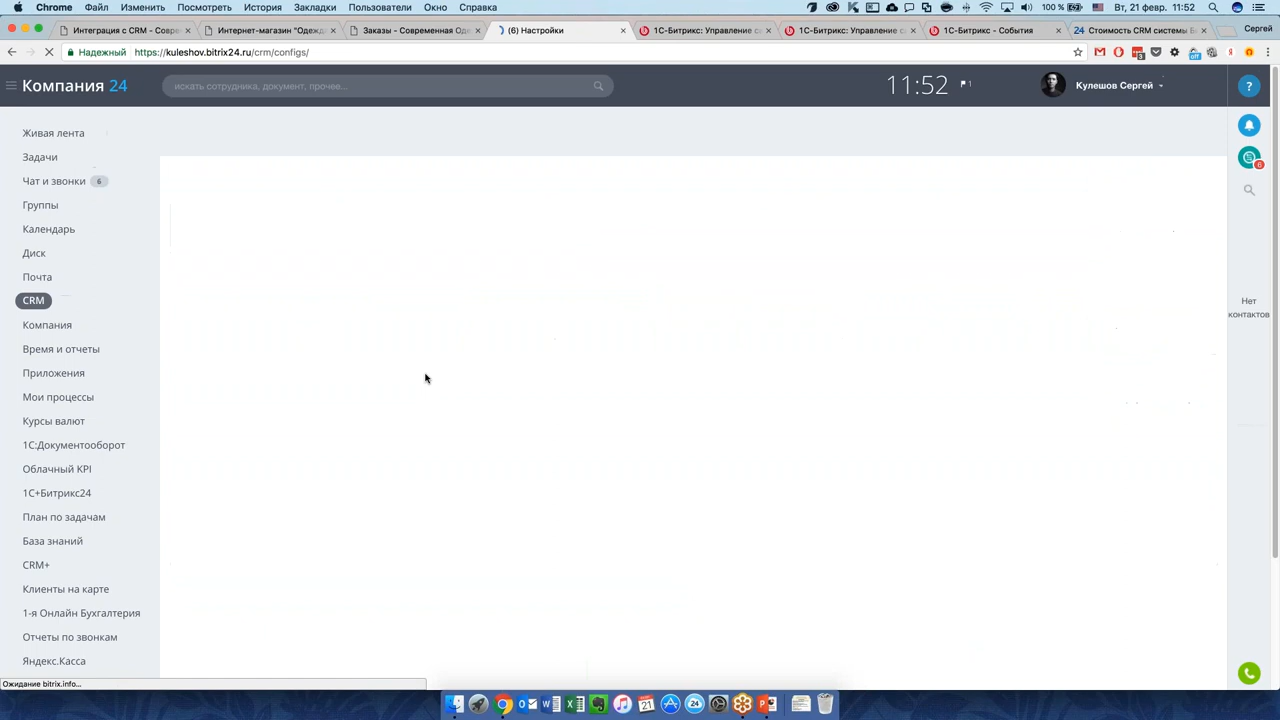 Chrome Файл Изменить Посмотреть История Закладки Пользователи Окно Справка 100 % Вт, 21 февр. 11:52
Интеграция с CRM - Совре Интернет-магазин "Одежд Заказы - Современная Од (6) Настройки 1С-Битрикс: Управление са 1С-Битрикс: Управление са 1С-Битрикс - События Стоимость CRM системы Б Сергей
Надежный https://kuleshov.bitrix24.ru/crm/configs/
Компания 24 искать сотрудника, документ, прочее... 11:52 1 Кулешов Сергей ?
Живая лента
Задачи
Чат и звонки 6
Группы
Календарь
Диск
Почта
CRM
Нет
контактов
Компания
Время и отчеты
Приложения
Мои процессы
Курсы валют
1С:Документооборот
Облачный KPI
1С+Битрикс24
План по задачам
База знаний
CRM+
Клиенты на карте
1-я Онлайн Бухгалтерия
Отчеты по звонкам
Яндекс.Касса
Ожидание bitrix.info...